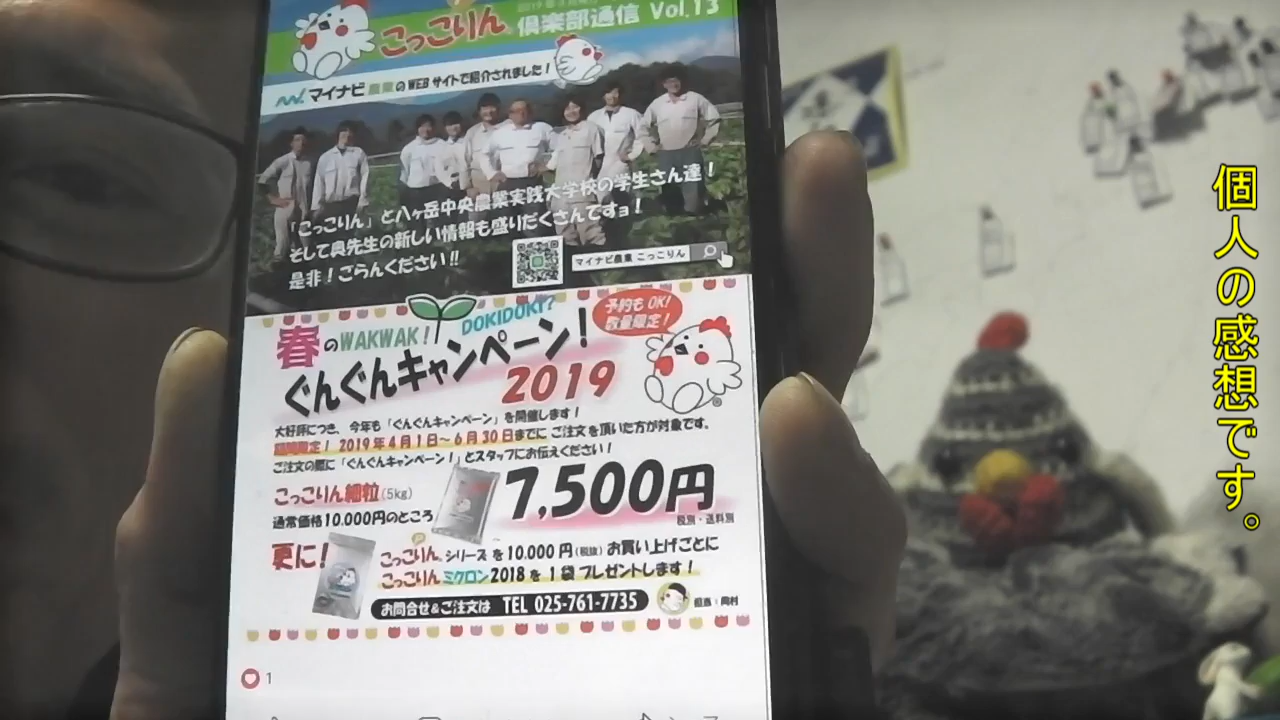 こっこりん® 倶楽部通信 Vol.13
マイナビ 農業のWEBサイトで紹介されました！
「こっこりん」と八ヶ岳中央農業実践大学校の学生さん達！
そして奥先生の新しい情報も盛りだくさんですョ！
是非！ごらんください!!
マイナビ農業 こっこりん
春のWAKWAK！ DOKIDOKI？
予約もOK！
数量限定！
ぐんぐんキャンペーン！
2019
大好評につき、今年も「ぐんぐんキャンペーン」を開催します！
期間限定！ 2019年4月1日～6月30日までに ご注文を頂いた方が対象です。
ご注文の際に「ぐんぐんキャンペーン！」とスタッフにお伝えください！
こっこりん細粒（5kg）
通常価格10,000円のところ
7,500円
税別・送料別
更に！
こっこりん®シリーズを10,000円（税抜）お買い上げごとに
こっこりんミクロン2018を1袋プレゼントします！
お問合せ&ご注文は TEL 025-761-7735
担当：岡村
1
個人の感想です。